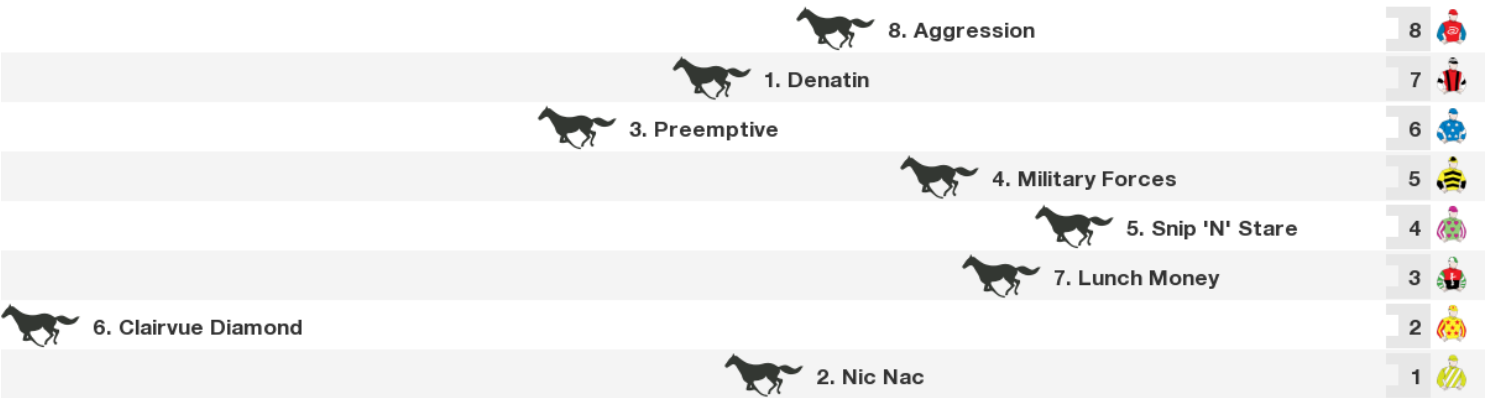 8. Aggression 8
1. Denatin 7
3. Preemptive 6
4. Military Forces 5
5. Snip 'N' Stare 4
7. Lunch Money 3
6. Clairvue Diamond 2
2. Nic Nac 1